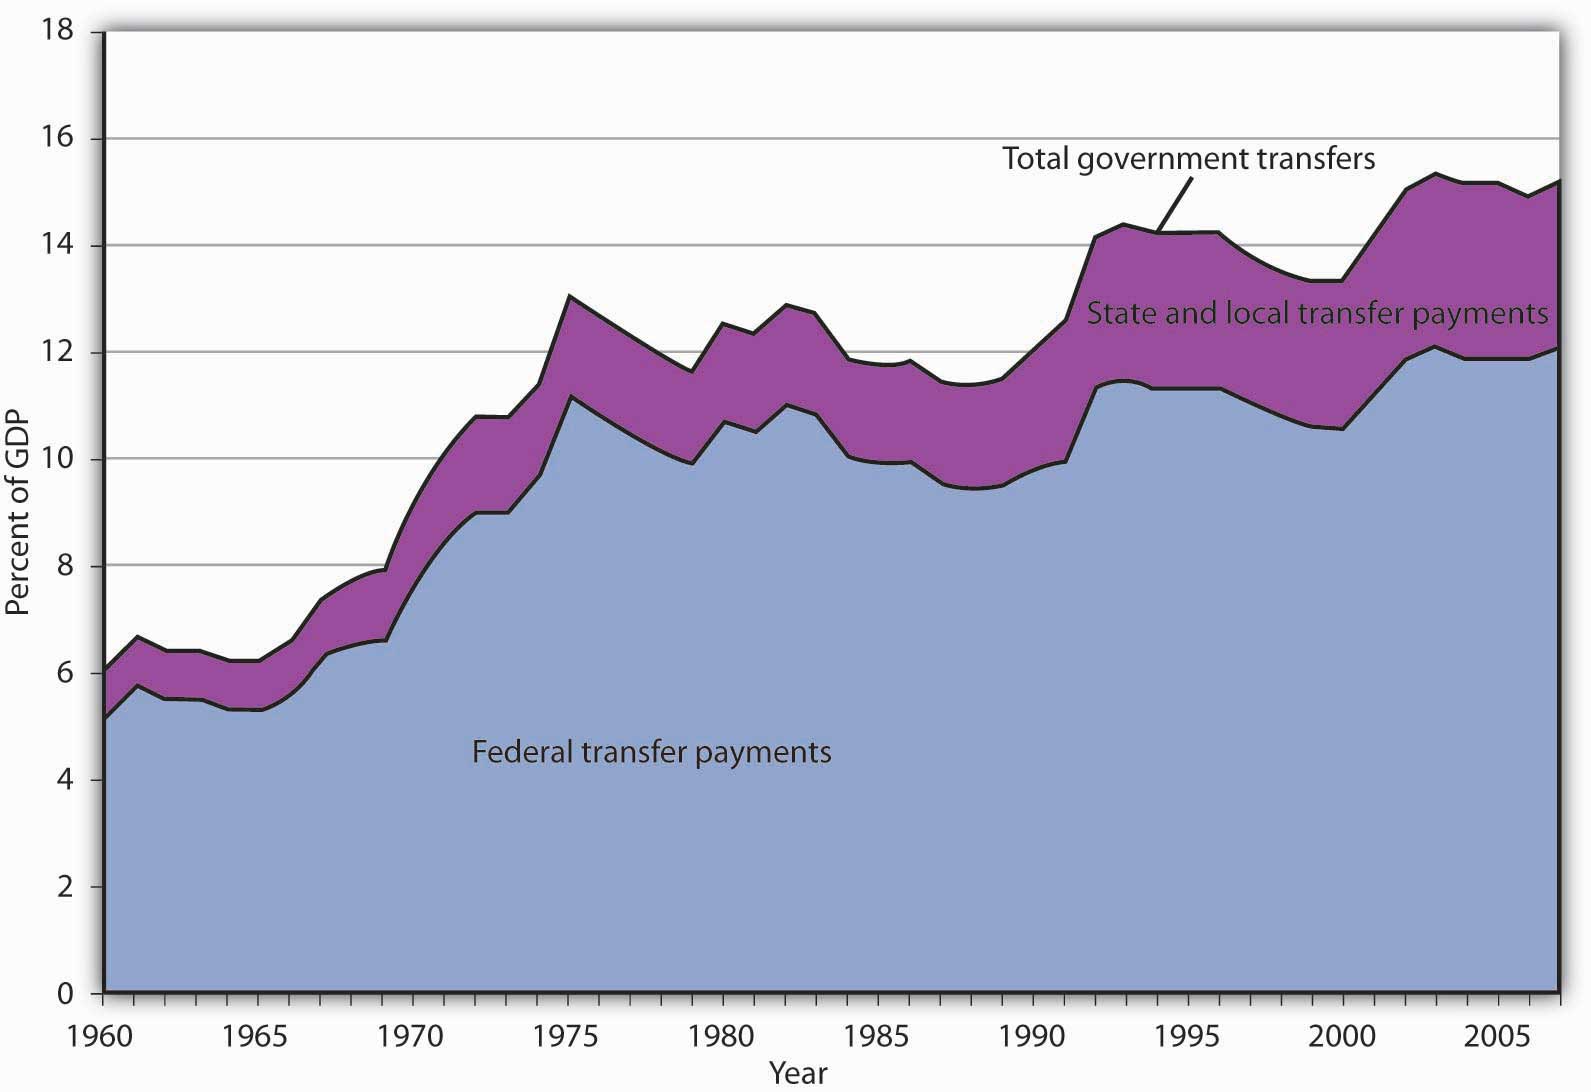 18
16
14
12
10
8
6
4
2
0
Percent of GDP
Total government transfers
State and local transfer payments
Federal transfer payments
1960 1965 1970 1975 1980 1985 1990 1995 2000 2005
Year